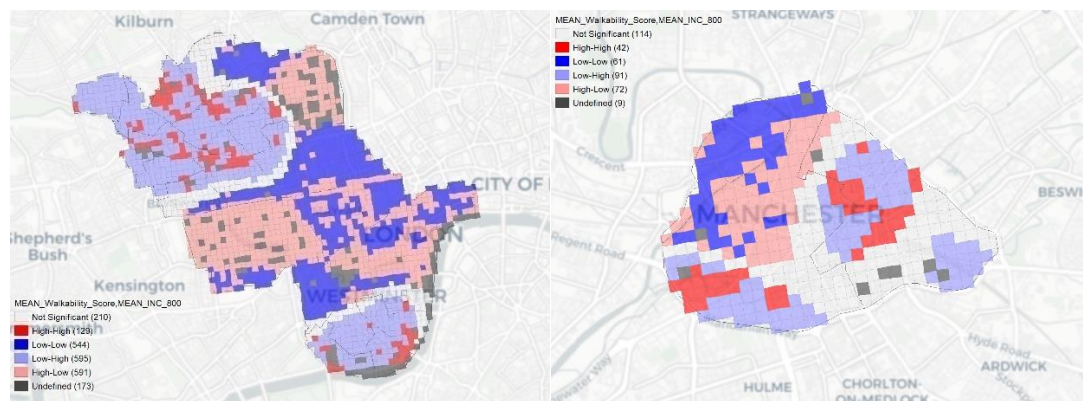 Kilburn
Camden Town
CITY OF
Shepherd's
Bush
LONDON
Kensington
WESTMINSTER
MEAN_Walkability_Score,MEAN_INC_800
Not Significant (210)
High-High (129)
Low-Low (544)
Low-High (595)
High-Low (591)
Undefined (173)
MEAN_Walkability_Score,MEAN_INC_800
Not Significant (114)
High-High (42)
Low-Low (61)
Low-High (91)
High-Low (72)
Undefined (9)
STRANGEWAYS
Crescent
BESWI
MANCHESTER
Regent Road
Hyde Road
ARDWICK
HULME
CHORLTON-
ON-MEDLOCK